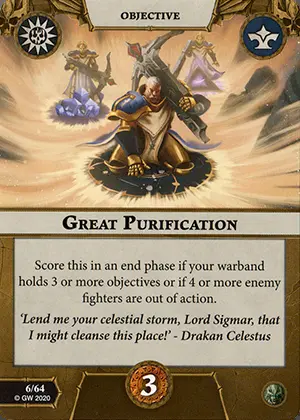 OBJECTIVE
GREAT PURIFICATION
Score this in an end phase if your warband
holds 3 or more objectives or if 4 or more enemy
fighters are out of action.
‘Lend me your celestial storm, Lord Sigmar, that
I might cleanse this place!’ - Drakan Celestus
6/64
© GW 2020
3